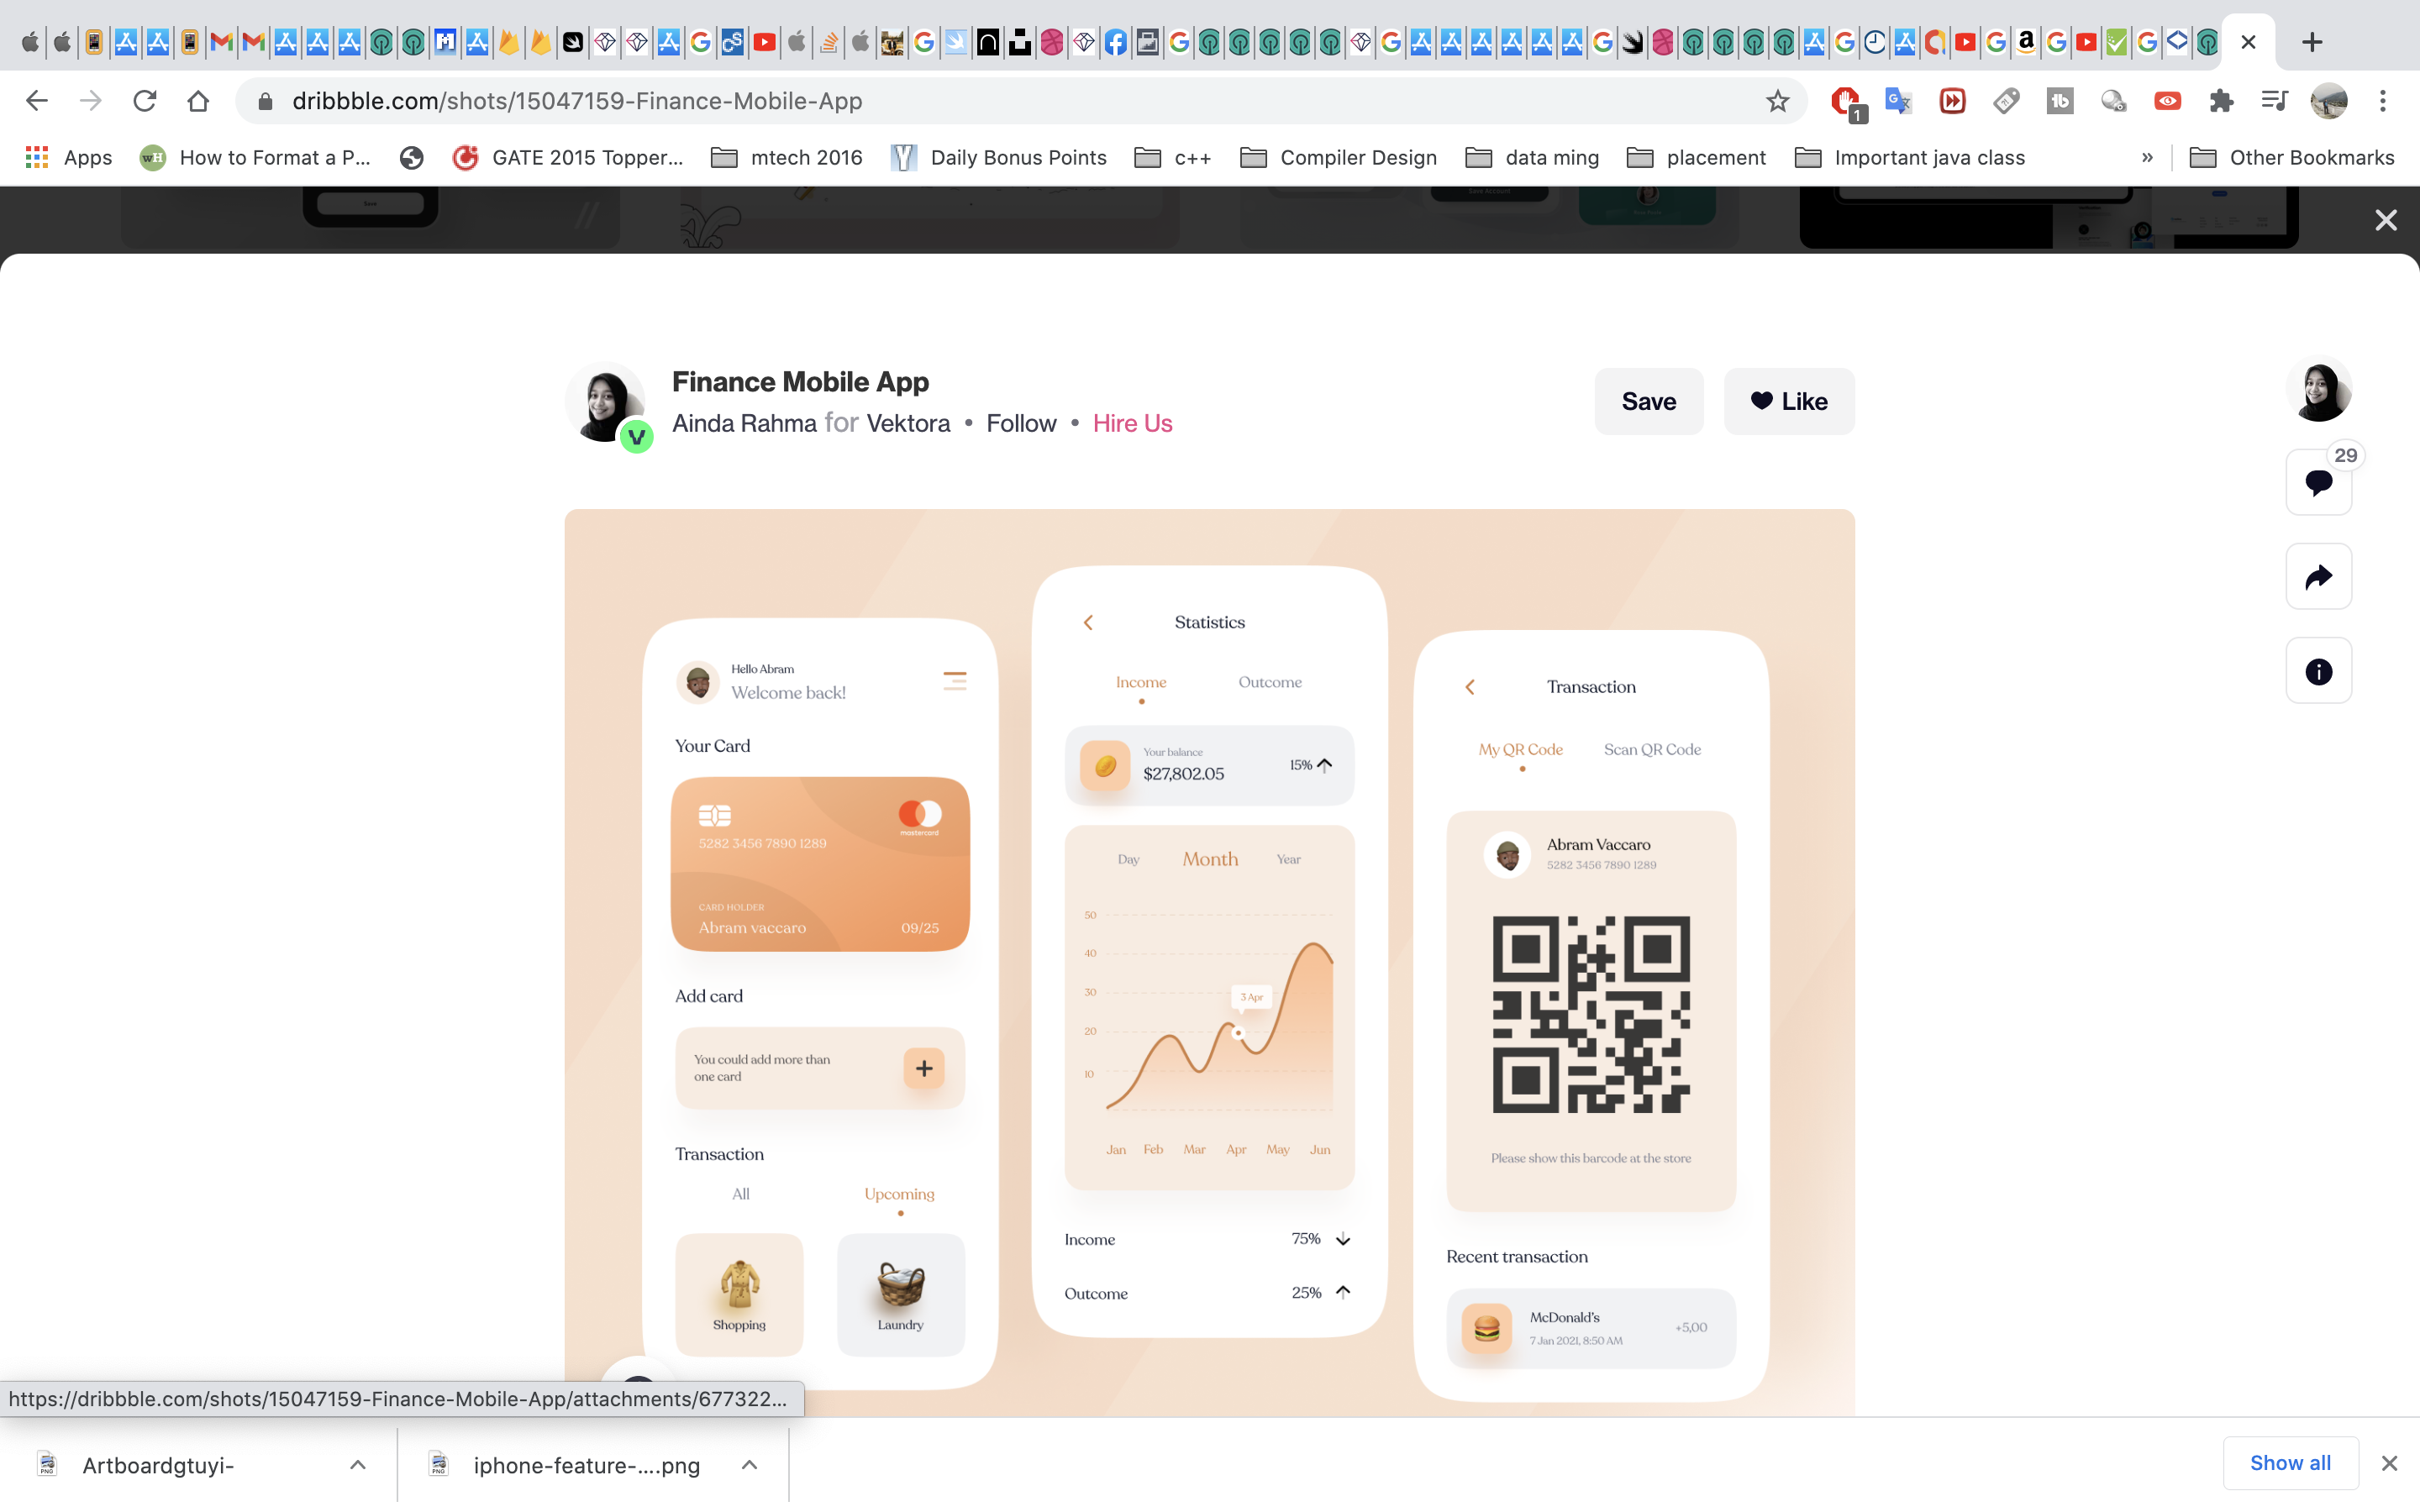 dribbble.com/shots/15047159-Finance-Mobile-App
1
Apps
How to Format a P...
GATE 2015 Topper...
mtech 2016
Daily Bonus Points
c++
Compiler Design
data ming
placement
Important java class
»
Other Bookmarks
Finance Mobile App
Ainda Rahma for Vektora • Follow • Hire Us
Save
Like
29
Hello Abram
Welcome back!
Your Card
5282 3456 7890 1289
mastercard
CARD HOLDER
Abram vaccaro
09/25
Add card
You could add more than
one card
Transaction
All
Upcoming
Shopping
Laundry
Statistics
Income
Outcome
Your balance
$27,802.05
15%
Day
Month
Year
50
40
30
20
10
3 Apr
Jan
Feb
Mar
Apr
May
Jun
Income
75%
Outcome
25%
Transaction
My QR Code
Scan QR Code
Abram Vaccaro
5282 3456 7890 1289
Please show this barcode at the store
Recent transaction
McDonald's
7 Jan 2021, 8:50 AM
+5,00
https://dribbble.com/shots/15047159-Finance-Mobile-App/attachments/677322...
Artboardgtuyi-
iphone-feature-....png
Show all